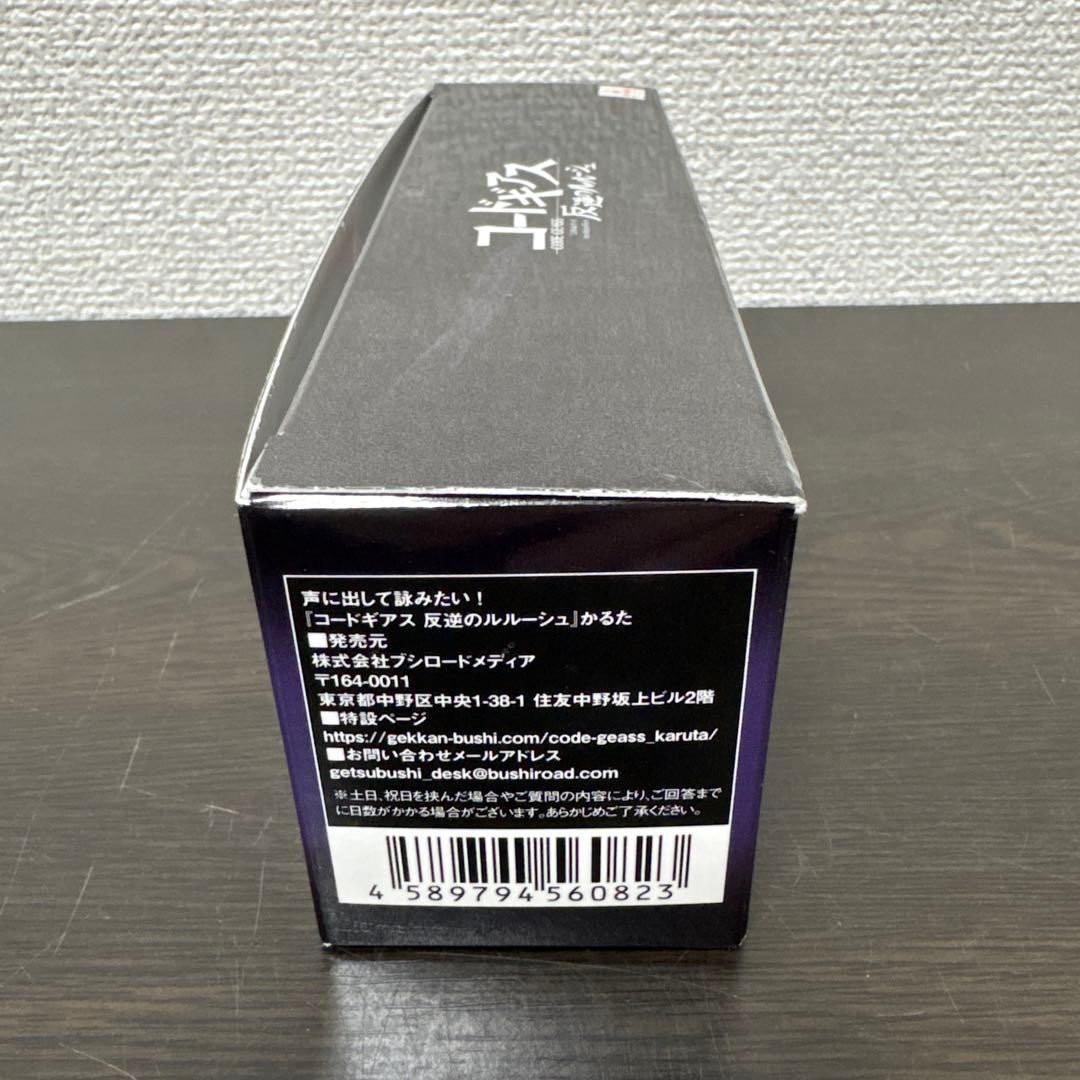 コードギアス
CODE GEASS
反逆のルルーシュ
声に出して詠みたい!
『コードギアス 反逆のルルーシュ』かるた
■発売元
株式会社ブシロードメディア
〒164-0011
東京都中野区中央1-38-1 住友中野坂上ビル2階
■特設ページ
https://gekkan-bushi.com/code-geass_karuta/
■お問い合わせメールアドレス
getsubushi_desk@bushiroad.com
※土日、祝日を挟んだ場合やご質問の内容により、ご回答まで
に日数がかかる場合がございます。あらかじめご了承ください。
4 589794 560823